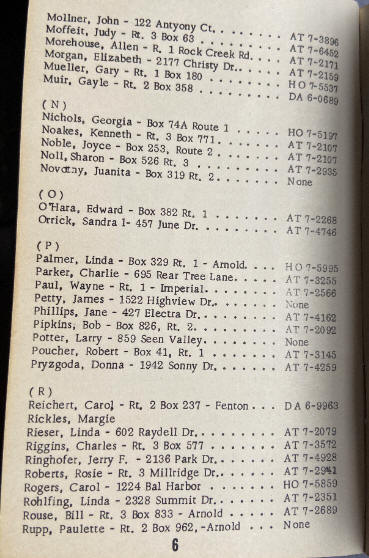 Mollner, John - 122 Antyony Ct. . . . . . . . AT 7-3896
Moffeit, Judy - Rt. 3 Box 63 . . . . . . . . . AT 7-6452
Morehouse, Allen - R. 1 Rock Creek Rd. . . . . AT 7-2171
Morgan, Elizabeth - 2177 Christy Dr.. . . . . . AT 7-2159
Mueller, Gary - Rt. 1 Box 180 . . . . . . . . HO 7-5537
Muir, Gayle - Rt. 2 Box 358 . . . . . . . . . DA 6-0689
( N )
Nichols, Georgia - Box 74A Route 1 . . . . . HO 7-5197
Noakes, Kenneth - Rt. 3 Box 771. . . . . . . AT 7-2107
Noble, Joyce - Box 253, Route 2 . . . . . . . AT 7-2107
Noll, Sharon - Box 526 Rt. 3 . . . . . . . . . AT 7-2935
Novotny, Juanita - Box 319 Rt. 2. . . . . . . None
( O )
O'Hara, Edward - Box 382 Rt. 1 . . . . . . . AT 7-2268
Orrick, Sandra l- 457 June Dr. . . . . . . . . AT 7-4746
( P )
Palmer, Linda - Box 329 Rt. 1 - Arnold. . . . HO 7-5995
Parker, Charlie - 695 Rear Tree Lane. . . . . AT 7-3255
Paul, Wayne - Rt. 1 - Imperial. . . . . . . . AT 7-2566
Petty, James - 1522 Highview Dr.. . . . . . . None
Phillips, Jane - 427 Electra Dr. . . . . . . . AT 7-4162
Pipkins, Bob - Box 826, Rt. 2. . . . . . . . . AT 7-2092
Potter, Larry - 859 Seen Valley. . . . . . . . None
Poucher, Robert - Box 41, Rt. 1 . . . . . . . AT 7-3145
Pryzgoda, Donna - 1942 Sonny Dr. . . . . . . AT 7-4259
( R )
Reichert, Carol - Rt. 2 Box 237 - Fenton . . . DA 6-9963
Rickles, Margie
Rieser, Linda - 602 Raydell Dr. . . . . . . . . AT 7-2079
Riggins, Charles - Rt. 3 Box 577 . . . . . . . AT 7-3572
Ringhofer, Jerry F. - 2136 Park Dr. . . . . . . AT 7-4928
Roberts, Rosie - Rt. 3 Millridge Dr. . . . . . . AT 7-2941
Rogers, Carol - 1224 Bal Harbor . . . . . . . HO 7-5859
Rohlfing, Linda - 2328 Summit Dr. . . . . . . AT 7-2351
Rouse, Bill - Rt. 3 Box 833 - Arnold . . . . . AT 7-2689
Rupp, Paulette - Rt. 2 Box 962, -Arnold . . . None
6